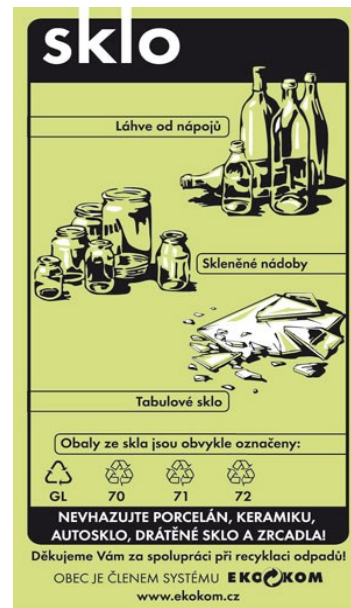 sklo
Láhve od nápojů
Skleněné nádoby
Tabulové sklo
Obaly ze skla jsou obvykle označeny:
GL 70 71 72
NEVHAZUJTE PORCELÁN, KERAMIKU,
AUTOSKLO, DRÁTĚNÉ SKLO A ZRCADLA!
Děkujeme Vám za spolupráci při recyklaci odpadů!
OBEC JE ČLENEM SYSTÉMU EKO KOM
www.ekokom.cz